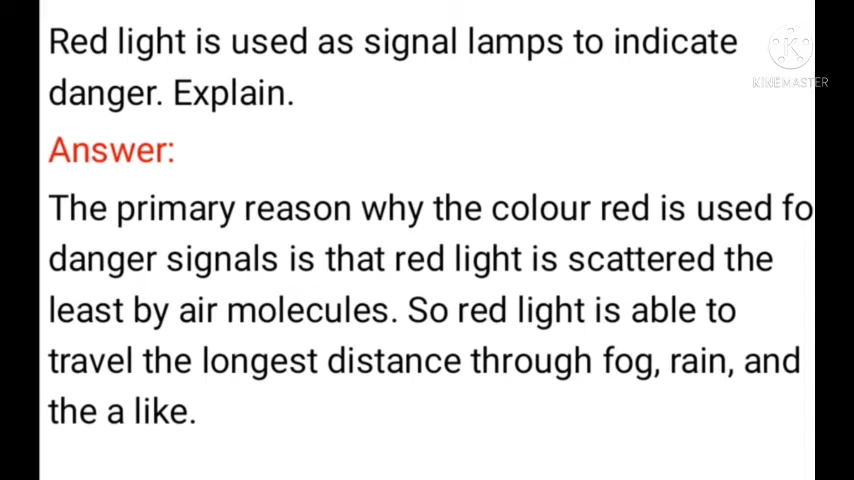 Red light is used as signal lamps to indicate
danger. Explain.
KINEMASTER
Answer:
The primary reason why the colour red is used fo
danger signals is that red light is scattered the
least by air molecules. So red light is able to
travel the longest distance through fog, rain, and
the a like.